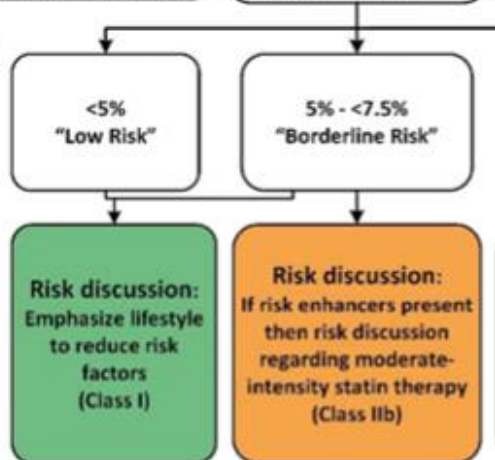 <5%
“Low Risk”
5% - <7.5%
“Borderline Risk”
Risk discussion:
Emphasize lifestyle
to reduce risk
factors
(Class I)
Risk discussion:
If risk enhancers present
then risk discussion
regarding moderate-
intensity statin therapy
(Class IIb)